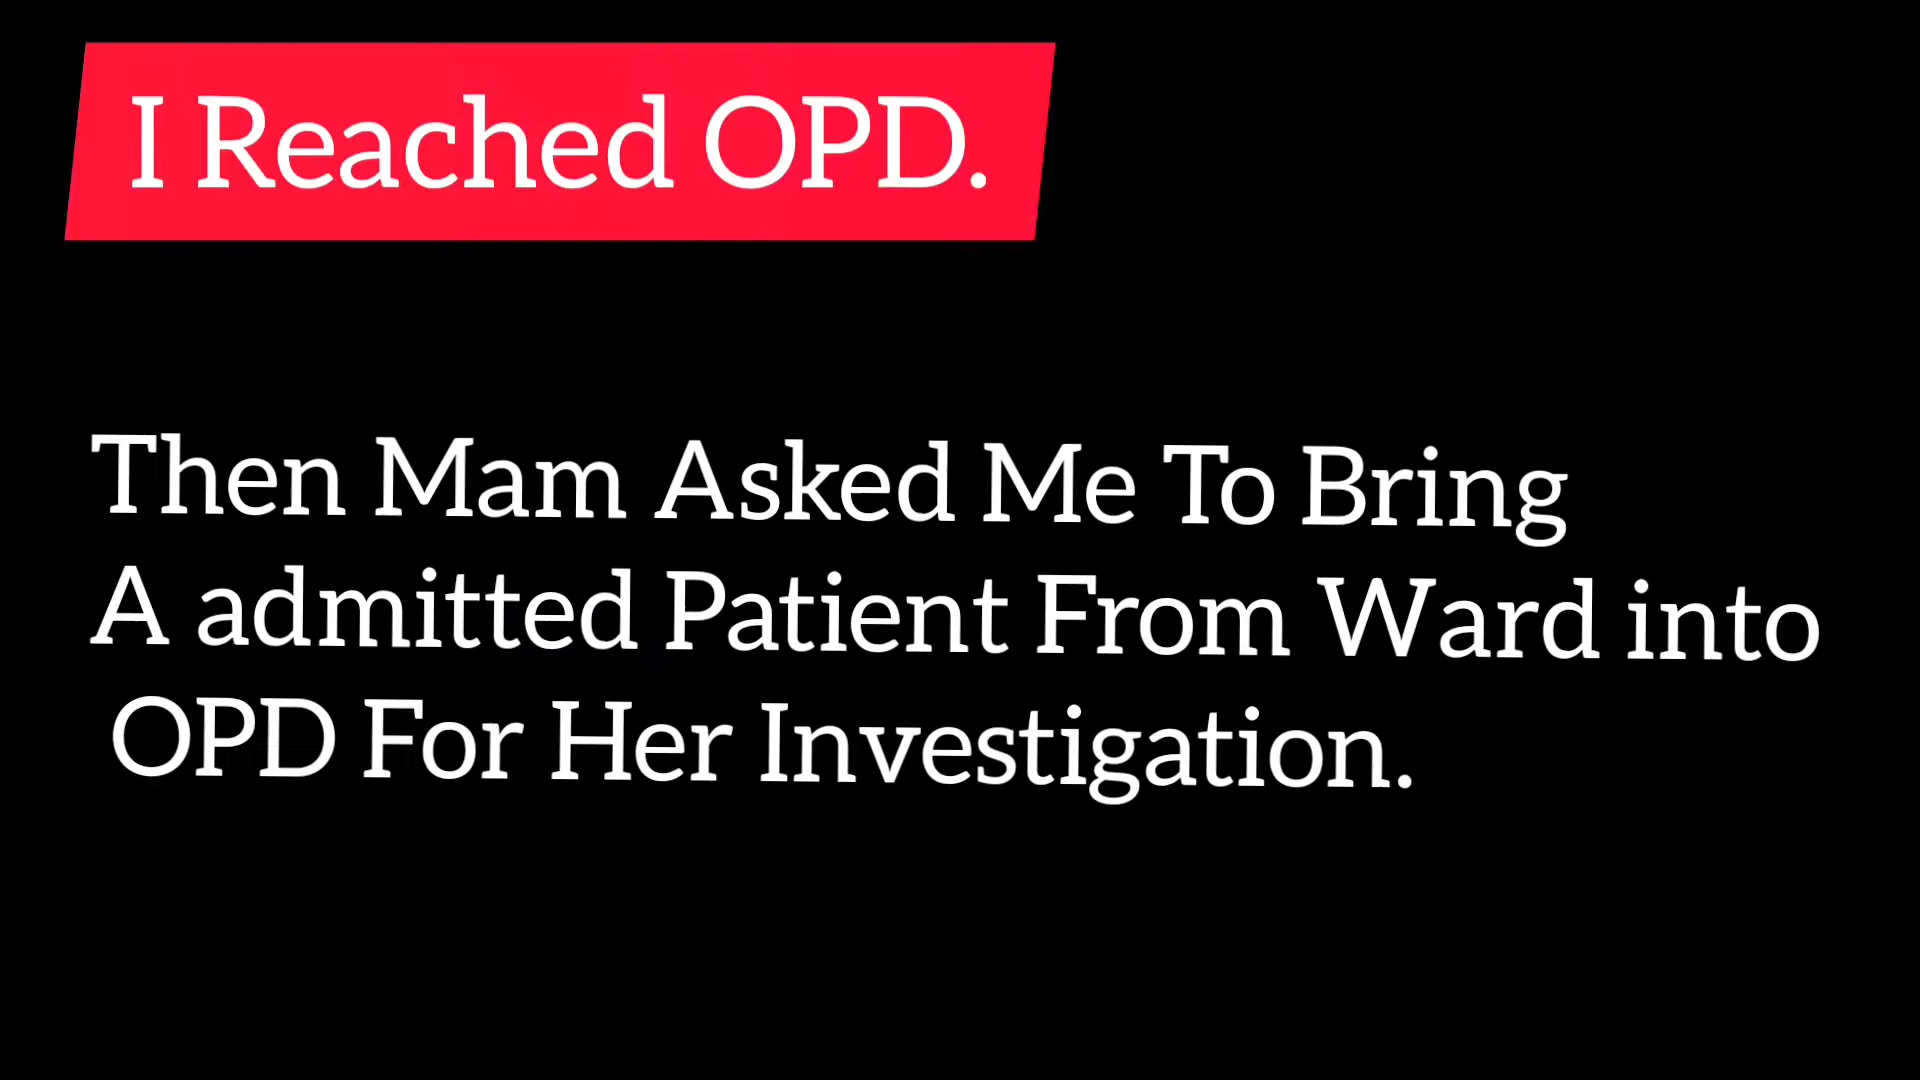 I Reached OPD.
Then Mam Asked Me To Bring
A admitted Patient From Ward into
OPD For Her Investigation.